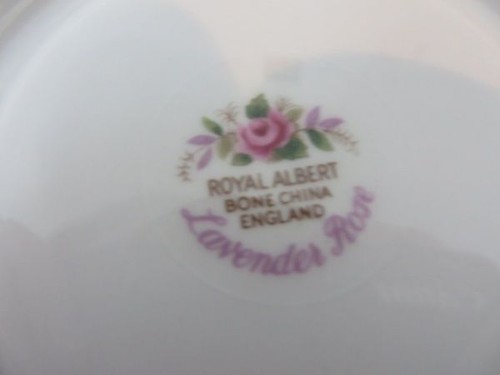 ROYAL ALBERT
BONE CHINA
ENGLAND
Lavender Rose